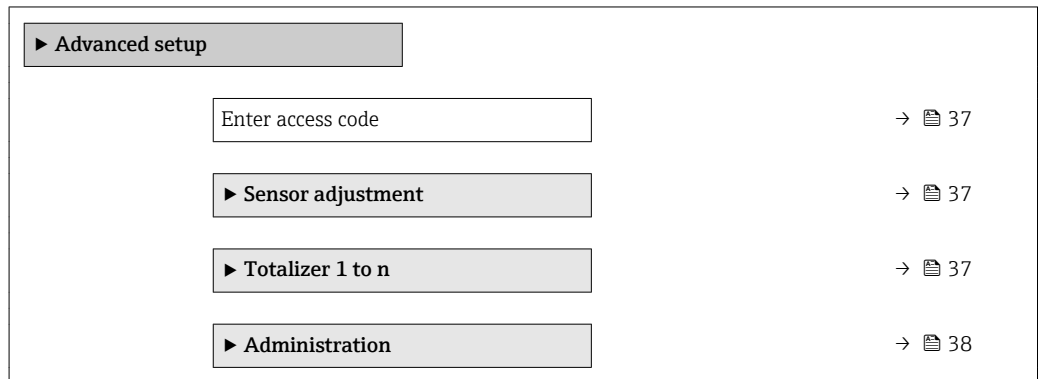 ▶ Advanced setup
Enter access code → 37
▶ Sensor adjustment → 37
▶ Totalizer 1 to n → 37
▶ Administration → 38